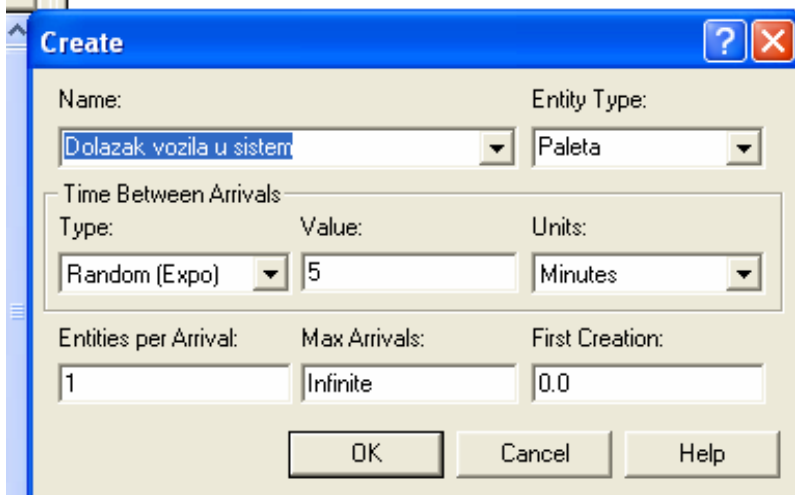 Create
Name: Entity Type:
Dolazak vozila u sistem Paleta
Time Between Arrivals
Type: Value: Units:
Random (Expo) 5 Minutes
Entities per Arrival: Max Arrivals: First Creation:
1 Infinite 0.0
OK Cancel Help